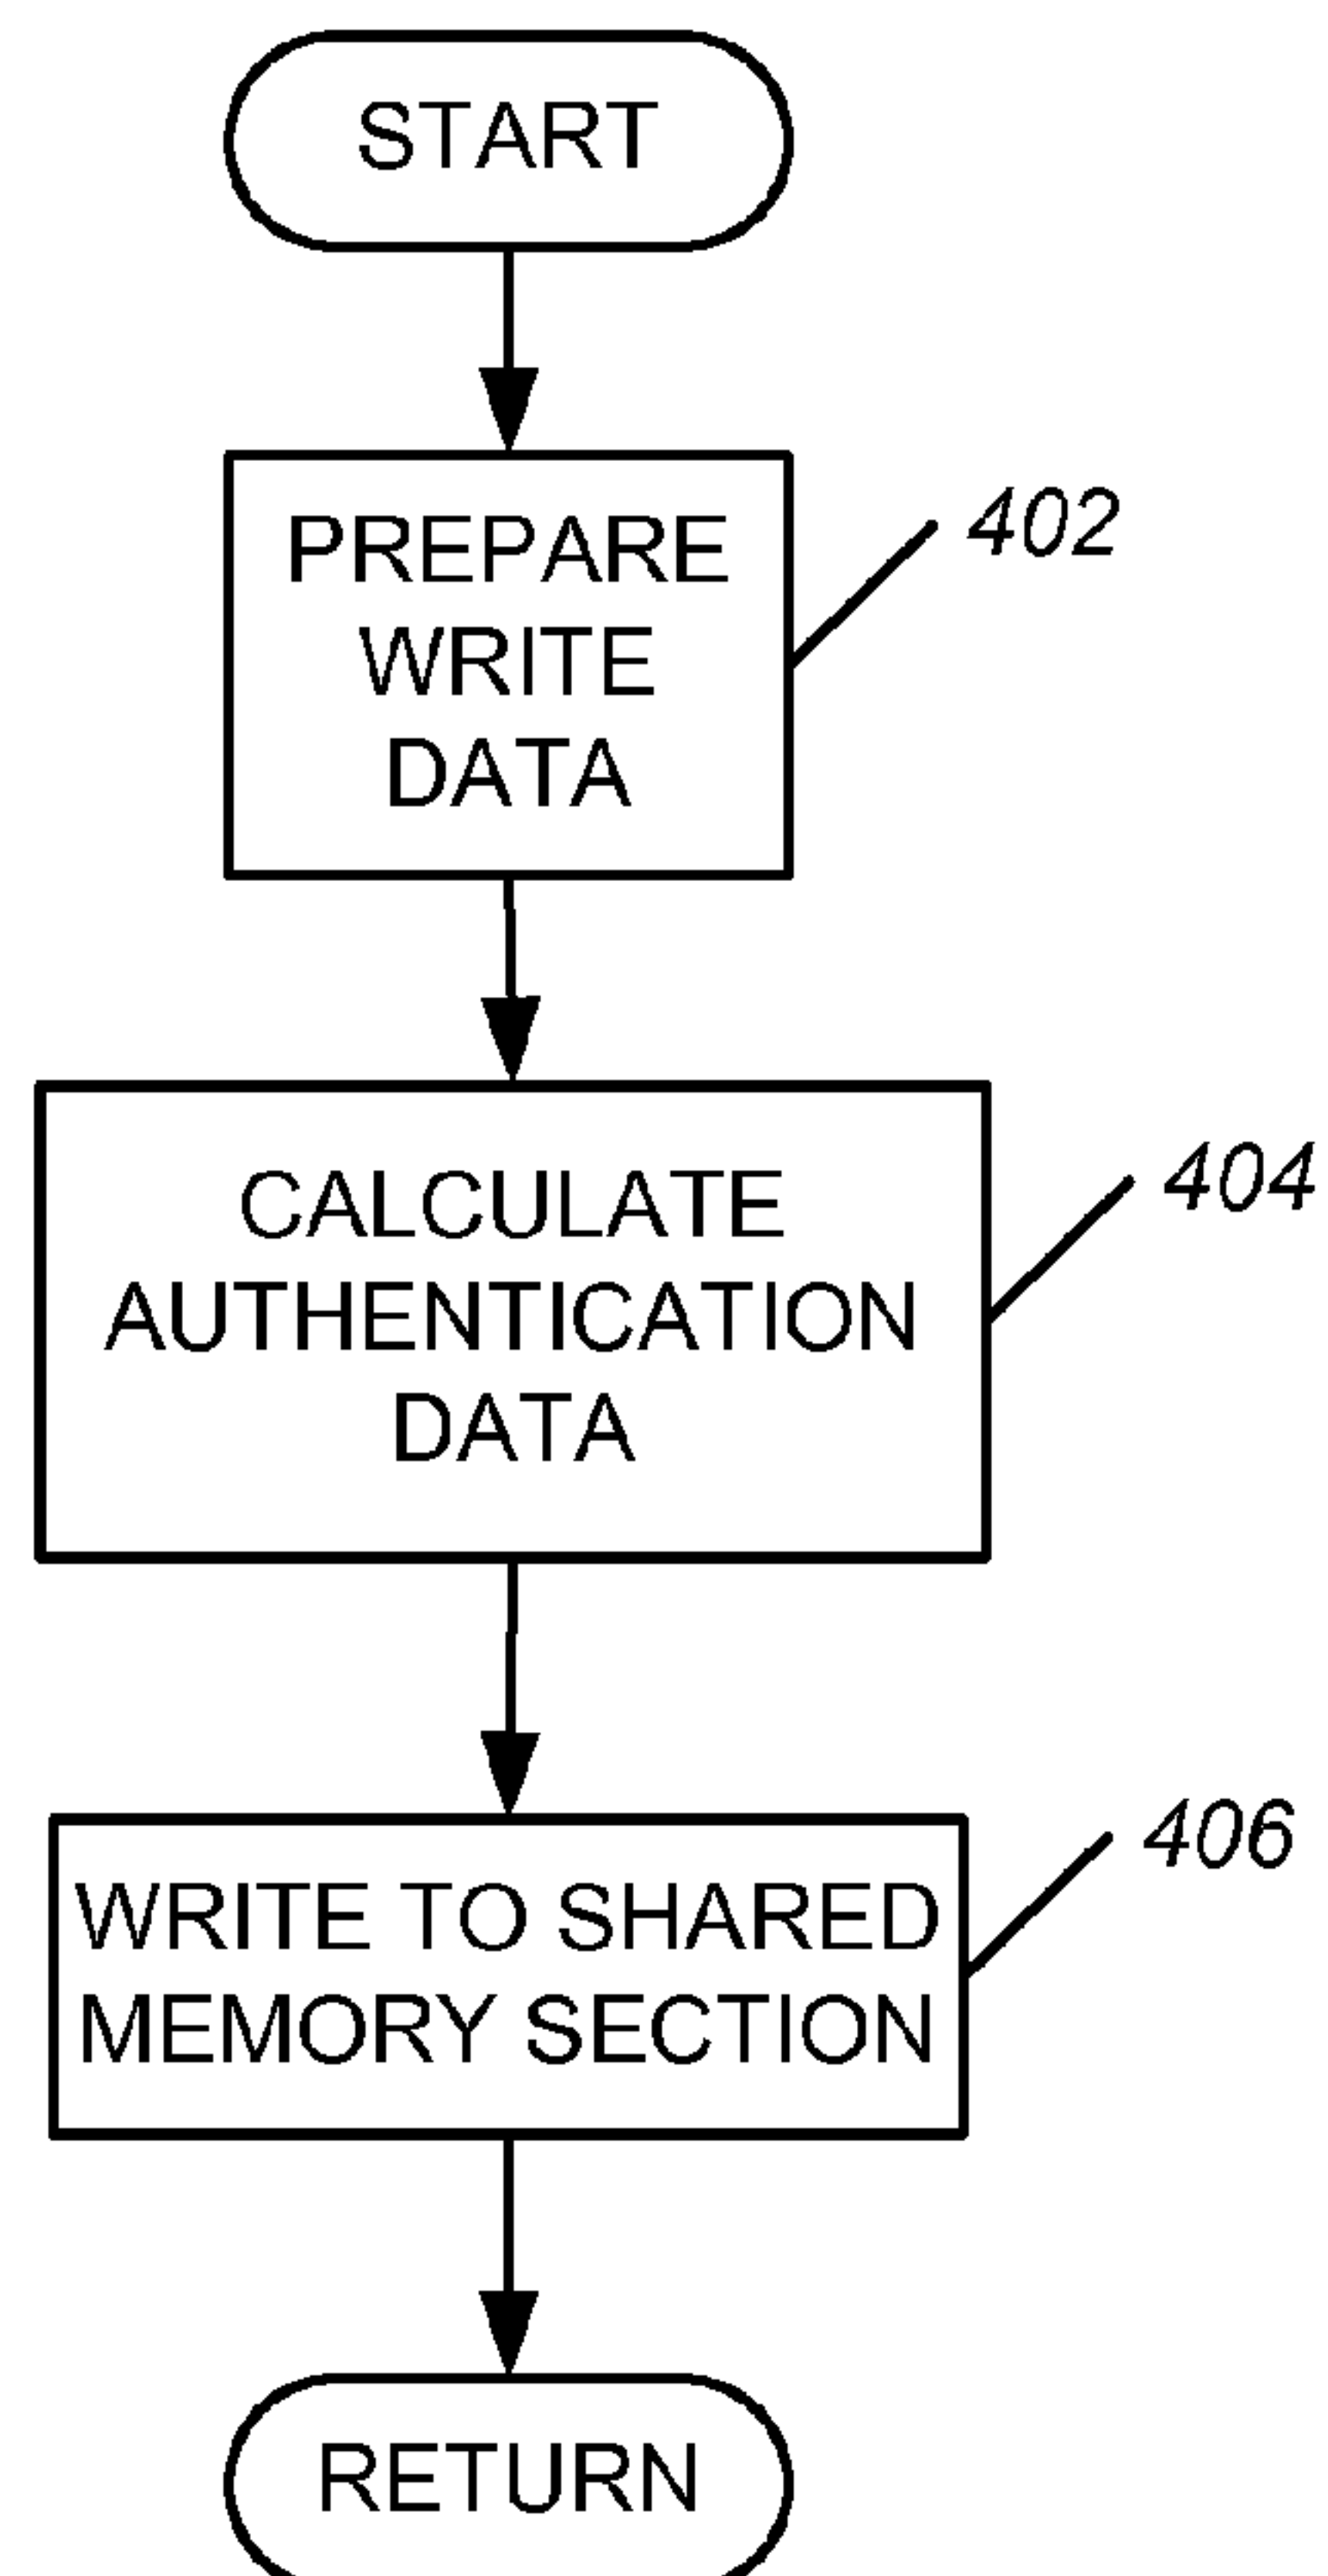 START
PREPARE
WRITE
DATA
402
CALCULATE
AUTHENTICATION
DATA
404
WRITE TO SHARED
MEMORY SECTION
406
RETURN